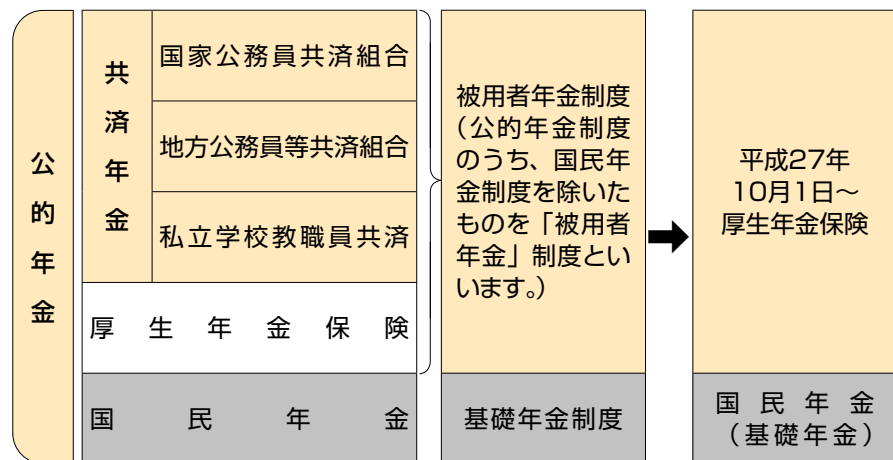 公的年金
共済年金
国家公務員共済組合
地方公務員等共済組合
私立学校教職員共済
厚生年金保険
国民年金
被用者年金制度
（公的年金制度
のうち、国民年
金制度を除いた
ものを「被用者
年金」制度とい
います。）
基礎年金制度
平成27年
10月1日～
厚生年金保険
国民年金
（基礎年金）